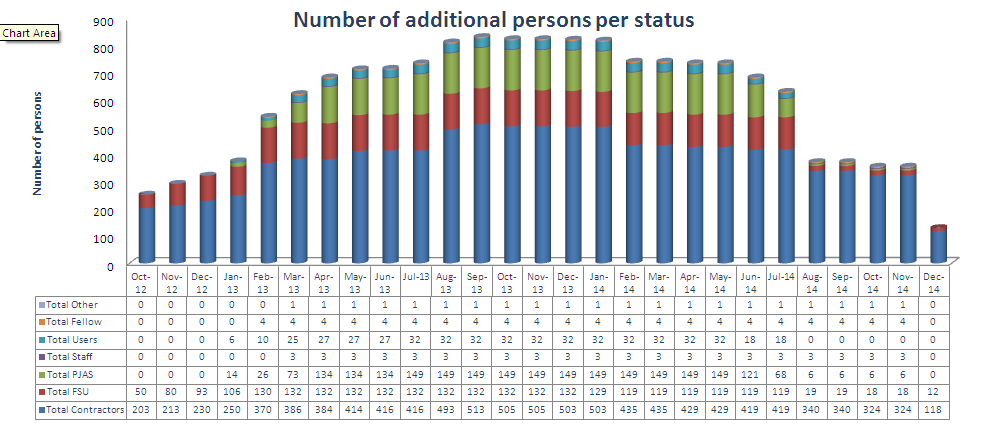 Number of additional persons per status
Chart Area
Number of persons
900
800
700
600
500
400
300
200
100
0
Oct-12 Nov-12 Dec-12 Jan-13 Feb-13 Mar-13 Apr-13 May-13 Jun-13 Jul-13 Aug-13 Sep-13 Oct-13 Nov-13 Dec-13 Jan-14 Feb-14 Mar-14 Apr-14 May-14 Jun-14 Jul-14 Aug-14 Sep-14 Oct-14 Nov-14 Dec-14
Total Other 0 0 0 0 0 1 1 1 1 1 1 1 1 1 1 1 1 1 1 1 1 1 1 1 1 1 0
Total Fellow 0 0 0 0 4 4 4 4 4 4 4 4 4 4 4 4 4 4 4 4 4 4 4 4 4 4 0
Total Users 0 0 0 6 10 25 27 27 27 32 32 32 32 32 32 32 32 32 32 32 18 18 0 0 0 0 0
Total Staff 0 0 0 0 0 3 3 3 3 3 3 3 3 3 3 3 3 3 3 3 3 3 3 3 3 3 0
Total PJAS 0 0 0 14 26 73 134 134 134 149 149 149 149 149 149 149 149 149 149 149 121 68 6 6 6 6 0
Total FSU 50 80 93 106 130 132 132 132 132 132 132 132 132 132 132 129 119 119 119 119 119 119 19 19 18 18 12
Total Contractors 203 213 230 250 370 386 384 414 416 416 493 513 505 505 503 503 435 435 429 429 419 419 340 340 324 324 118